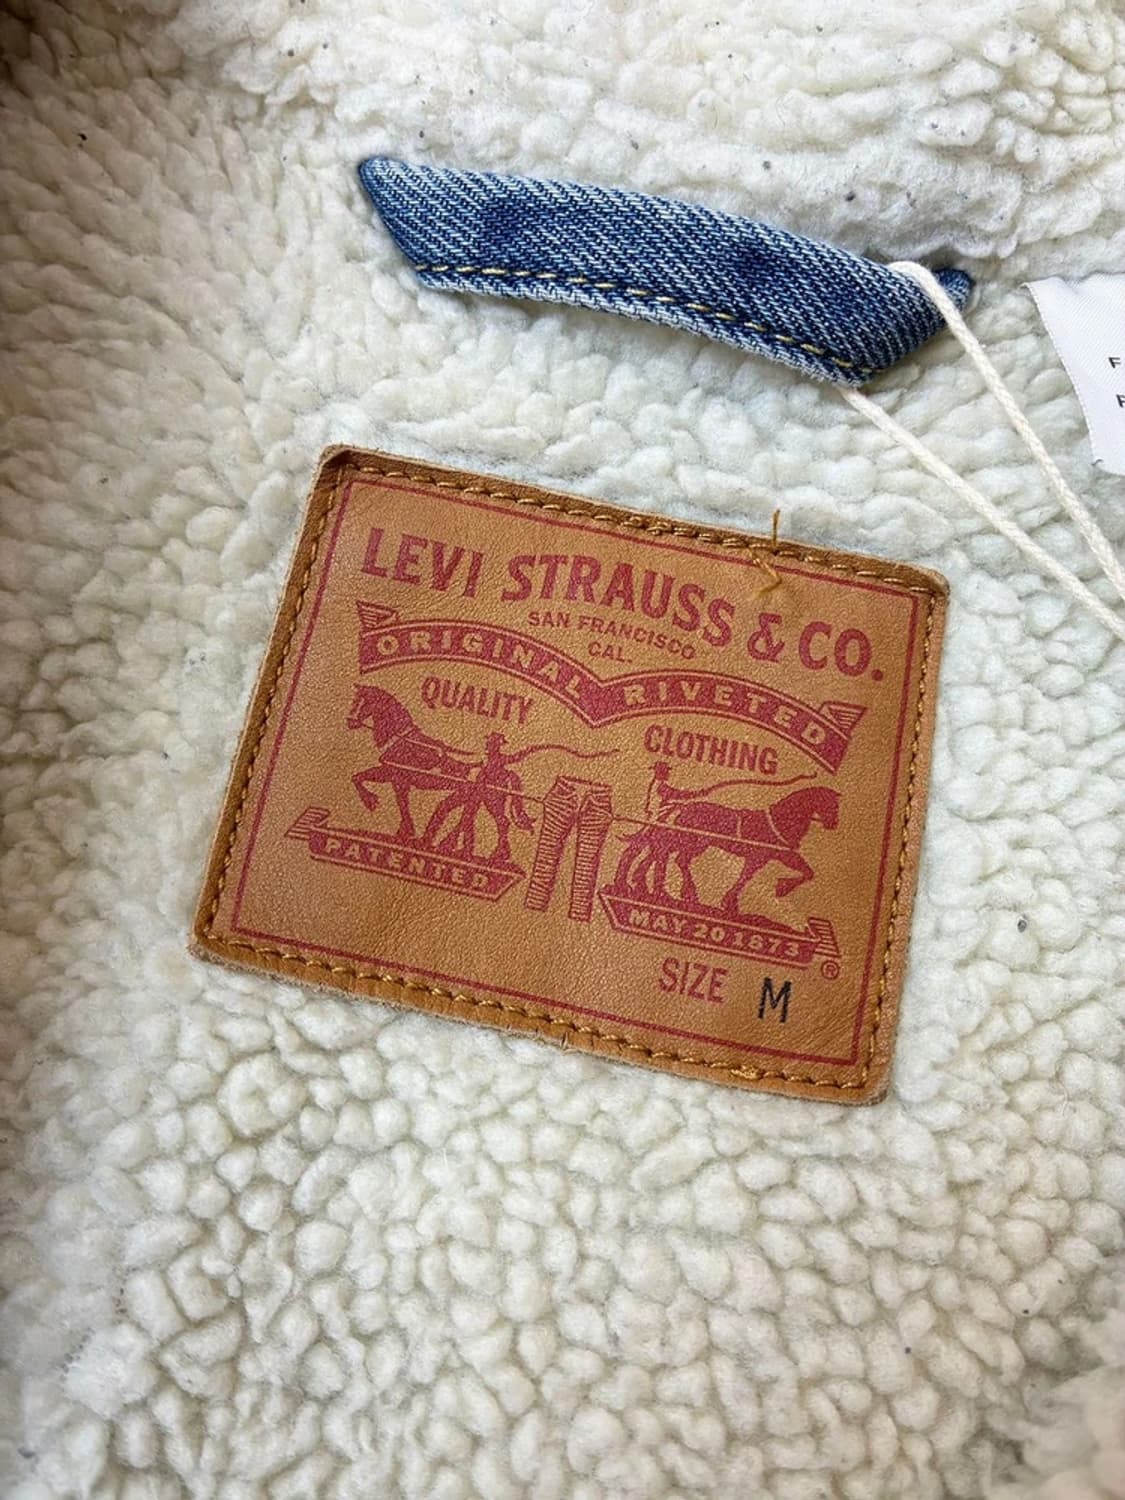 LEVI STRAUSS & CO.
SAN FRANCISCO
CAL.
ORIGINAL RIVETED
QUALITY CLOTHING
PATENTED MAY 20 1873
®
SIZE M